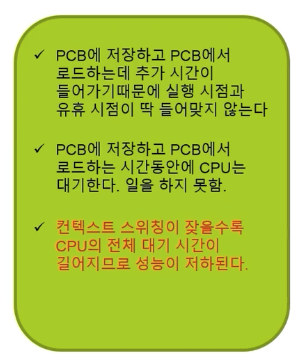 ✓ PCB에 저장하고 PCB에서
로드하는데 추가 시간이
들어가기때문에 실행 시점과
유휴 시점이 딱 들어맞지 않는다
✓ PCB에 저장하고 PCB에서
로드하는 시간동안에 CPU는
대기한다. 일을 하지 못함.
✓ 컨텍스트 스위칭이 잦을수록
CPU의 전체 대기 시간이
길어지므로 성능이 저하된다.